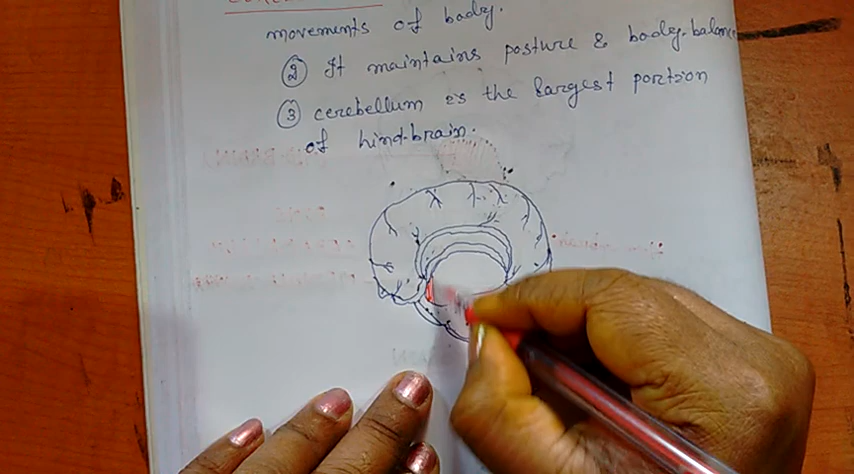 movements of body.
② It maintains posture & body-balance
③ cerebellum is the largest portion
of hind-brain.